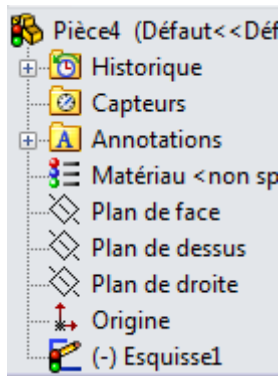 Pièce4 (Défaut<<Déf
Historique
Capteurs
Annotations
Matériau <non sp
Plan de face
Plan de dessus
Plan de droite
Origine
(-) Esquisse1